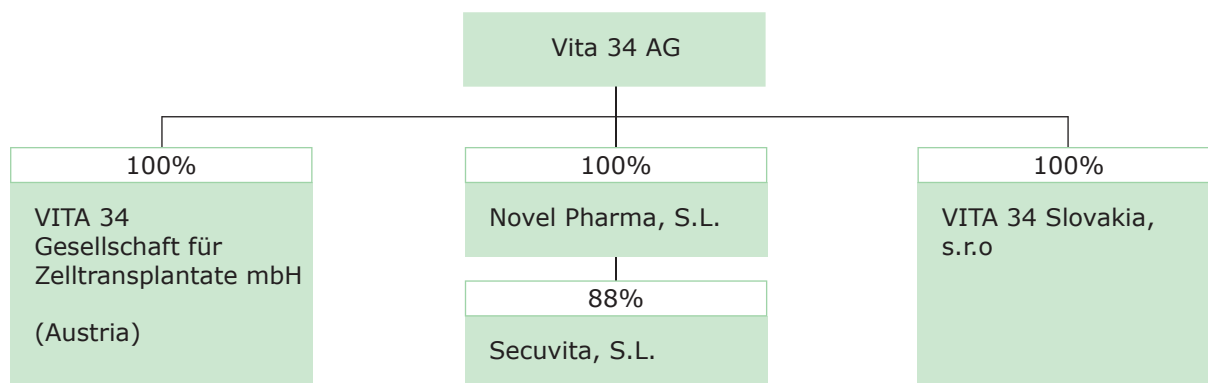 Vita 34 AG
100%
VITA 34
Gesellschaft für
Zelltransplantate mbH
(Austria)
100%
Novel Pharma, S.L.
88%
Secuvita, S.L.
100%
VITA 34 Slovakia,
s.r.o